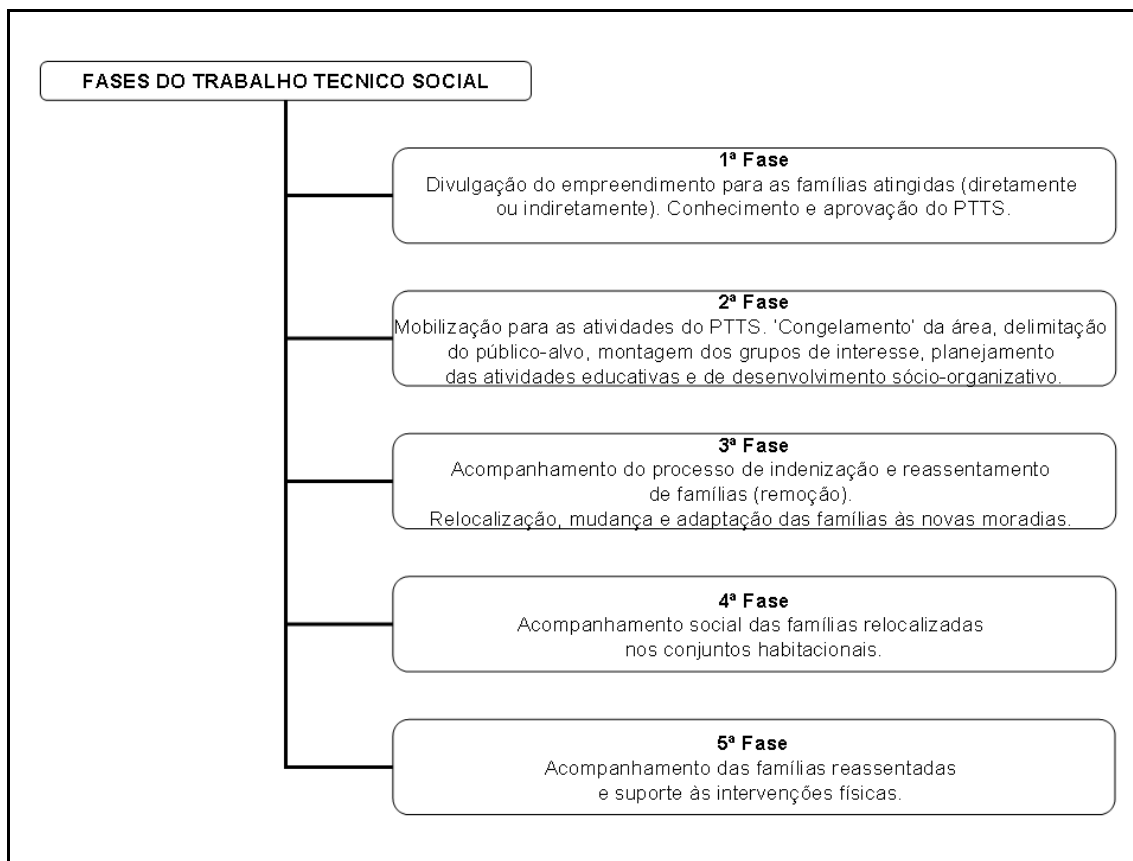 FASES DO TRABALHO TECNICO SOCIAL
1ª Fase
Divulgação do empreendimento para as famílias atingidas (diretamente
ou indiretamente). Conhecimento e aprovação do PTTS.
2ª Fase
Mobilização para as atividades do PTTS. 'Congelamento' da área, delimitação
do público-alvo, montagem dos grupos de interesse, planejamento
das atividades educativas e de desenvolvimento sócio-organizativo.
3ª Fase
Acompanhamento do processo de indenização e reassentamento
de famílias (remoção).
Relocalização, mudança e adaptação das famílias às novas moradias.
4ª Fase
Acompanhamento social das famílias relocalizadas
nos conjuntos habitacionais.
5ª Fase
Acompanhamento das famílias reassentadas
e suporte às intervenções físicas.